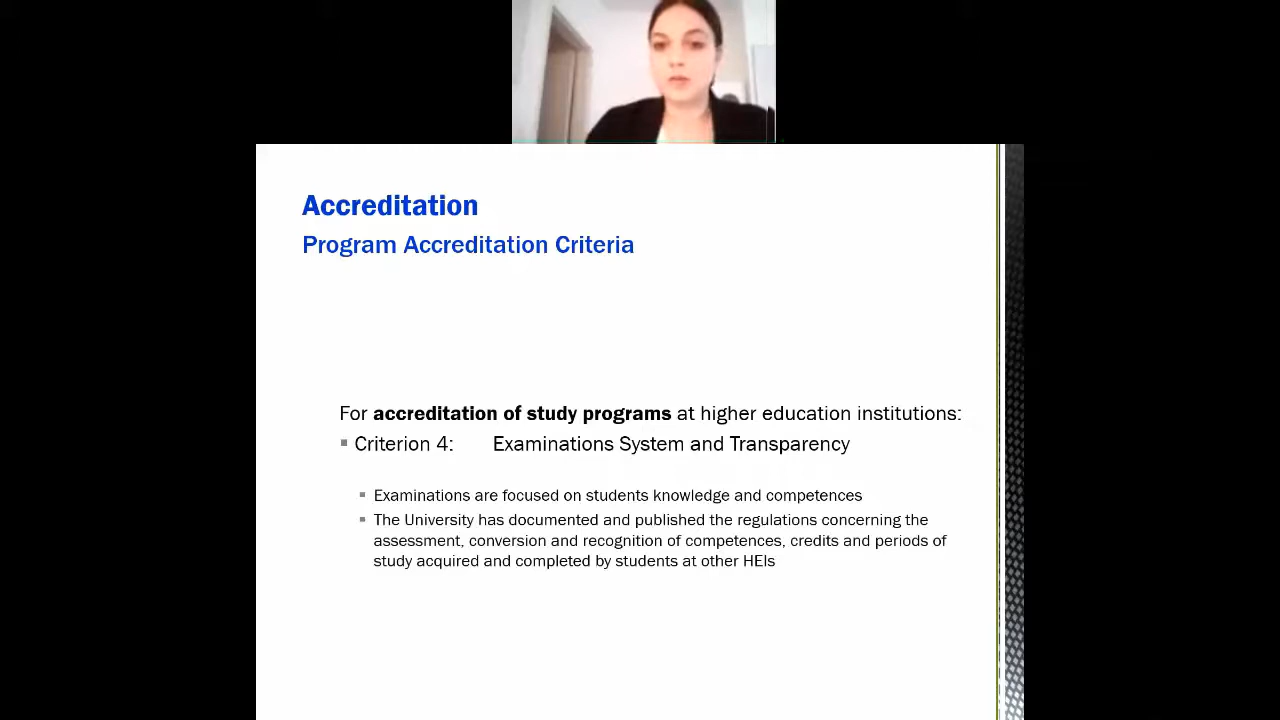 Accreditation
Program Accreditation Criteria
For accreditation of study programs at higher education institutions:
▪ Criterion 4: Examinations System and Transparency
▪ Examinations are focused on students knowledge and competences
▪ The University has documented and published the regulations concerning the
assessment, conversion and recognition of competences, credits and periods of
study acquired and completed by students at other HEIs